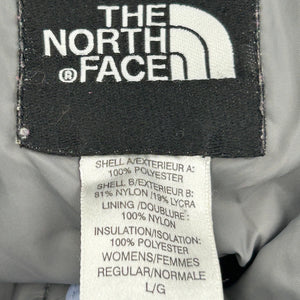 THE
NORTH
® FACE
SHELL A/EXTERIEUR A:
100% POLYESTER
SHELL B/EXTERIEUR B:
81% NYLON /19% LYCRA
LINING /DOUBLURE:
100% NYLON
INSULATION/ISOLATION:
100% POLYESTER
WOMENS/FEMMES
REGULAR/NORMALE
L/G